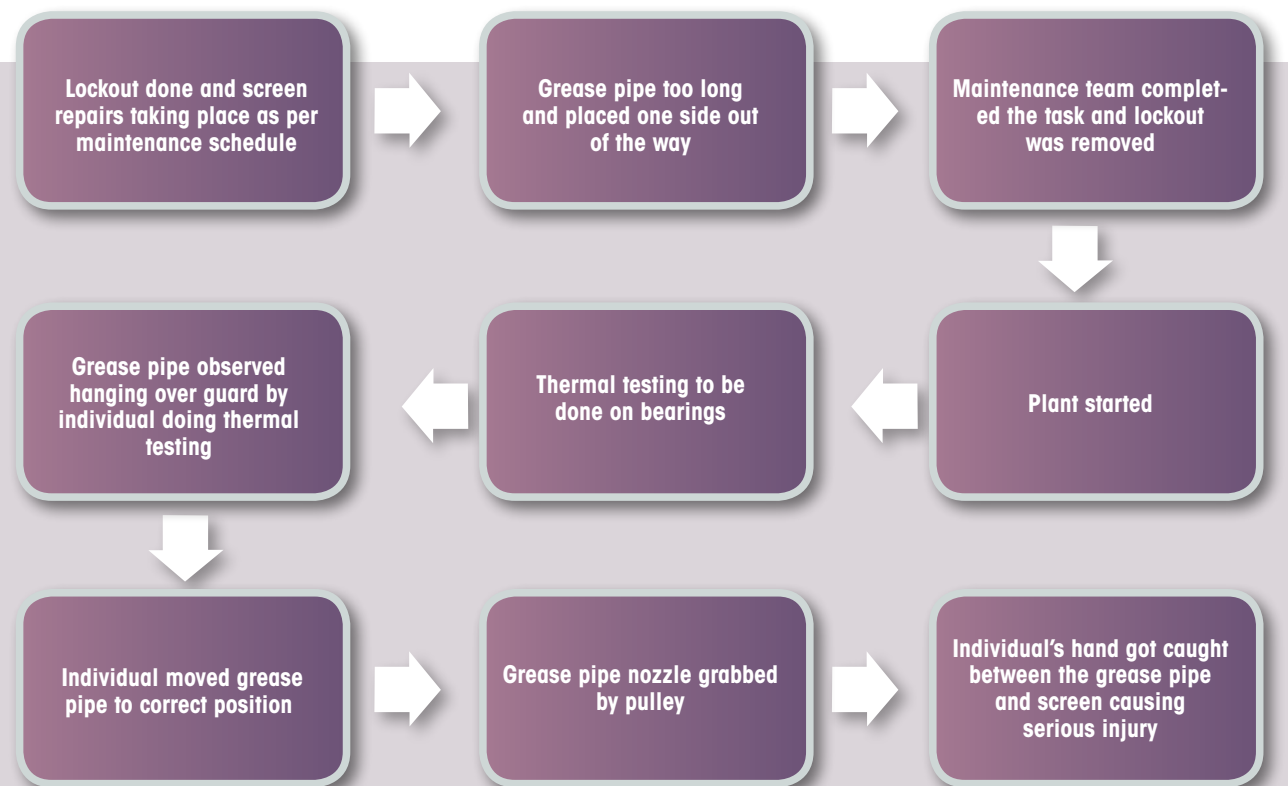 Lockout done and screen
repairs taking place as per
maintenance schedule
Grease pipe too long
and placed one side out
of the way
Maintenance team complet-
ed the task and lockout
was removed
Plant started
Thermal testing to be
done on bearings
Grease pipe observed
hanging over guard by
individual doing thermal
testing
Individual moved grease
pipe to correct position
Grease pipe nozzle grabbed
by pulley
Individual’s hand got caught
between the grease pipe
and screen causing
serious injury